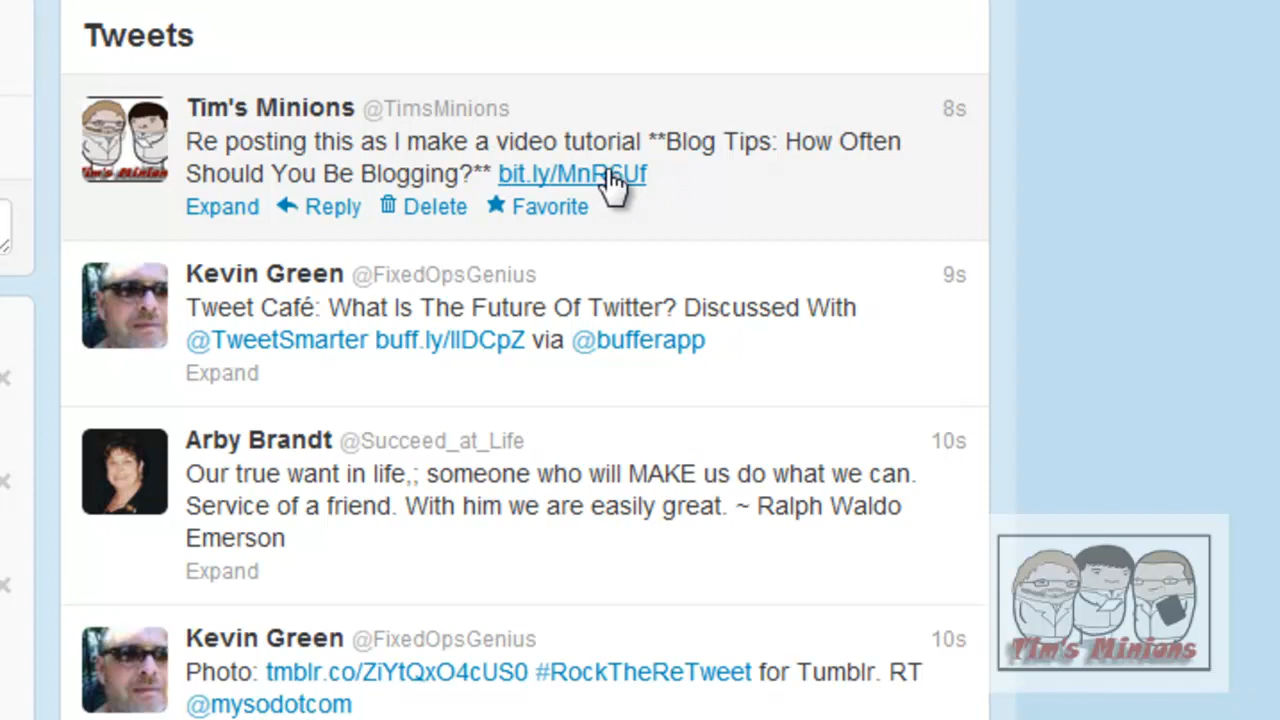 Tweets
Tim's Minions @TimsMinions 8s
Re posting this as I make a video tutorial **Blog Tips: How Often
Should You Be Blogging?**
Expand Reply Delete Favorite
Kevin Green @FixedOpsGenius 9s
Tweet Café: What Is The Future Of Twitter? Discussed With
@TweetSmarter buff.ly/IlDCpZ via @bufferapp
Expand
Arby Brandt @Succeed_at_Life 10s
Our true want in life,; someone who will MAKE us do what we can.
Service of a friend. With him we are easily great. ~ Ralph Waldo
Emerson
Expand
Tim's Minions
Kevin Green @FixedOpsGenius 10s
Photo: tmblr.co/ZiYtQxO4cUS0 #RockTheReTweet for Tumblr. RT
@mysodotcom